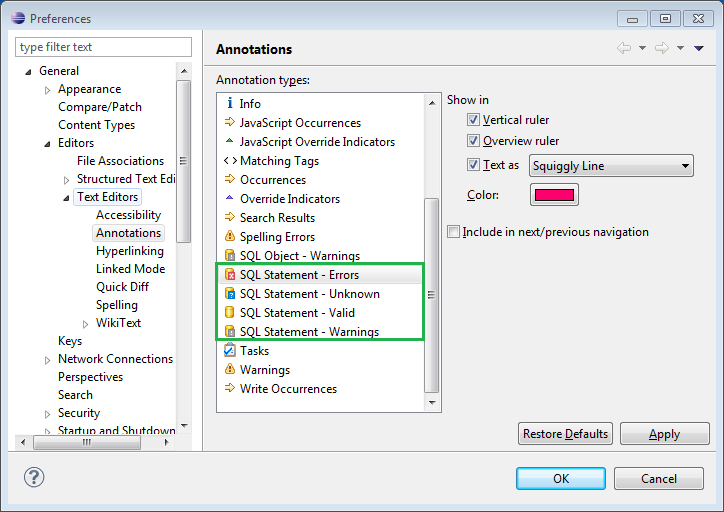 Preferences
type filter text
General
Appearance
Compare/Patch
Content Types
Editors
File Associations
Structured Text Edi
Text Editors
Accessibility
Annotations
Hyperlinking
Linked Mode
Quick Diff
Spelling
WikiText
Keys
Network Connections
Perspectives
Search
Security
Startup and Shutdown
Annotations
Annotation types:
Info
JavaScript Occurrences
JavaScript Override Indicators
Matching Tags
Occurrences
Override Indicators
Search Results
Spelling Errors
SQL Object - Warnings
SQL Statement - Errors
SQL Statement - Unknown
SQL Statement - Valid
SQL Statement - Warnings
Tasks
Warnings
Write Occurrences
Show in
Vertical ruler
Overview ruler
Text as Squiggly Line
Color:
Include in next/previous navigation
Restore Defaults Apply
OK Cancel